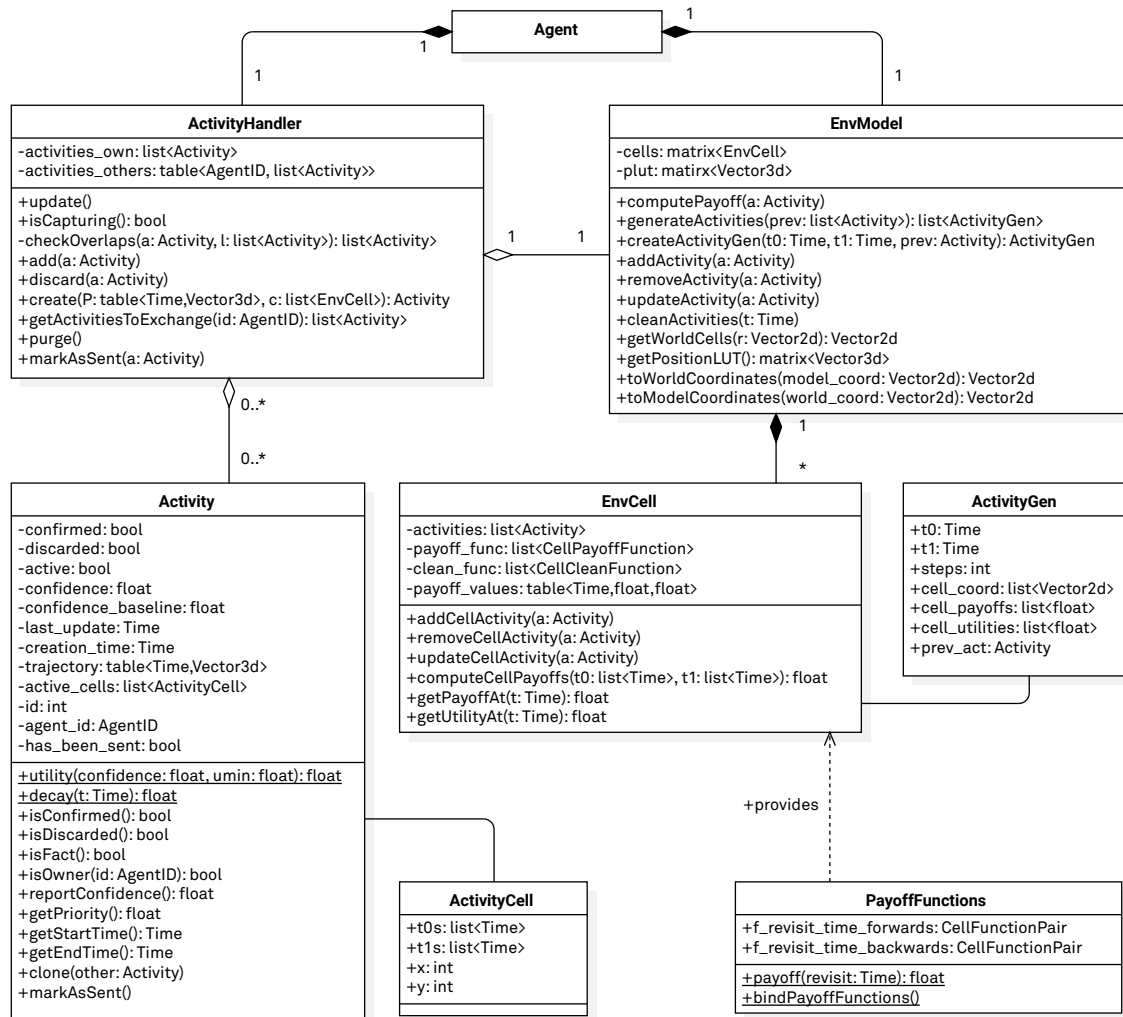 Agent
1
1
1
1
ActivityHandler
-activities_own: list<Activity>
-activities_others: table<AgentID, list<Activity>>
+update()
+isCapturing(): bool
-checkOverlaps(a: Activity, l: list<Activity>): list<Activity>
+add(a: Activity)
+discard(a: Activity)
+create(P: table<Time,Vector3d>, c: list<EnvCell>): Activity
+getActivitiesToExchange(id: AgentID): list<Activity>
+purge()
+markAsSent(a: Activity)
1
1
EnvModel
-cells: matrix<EnvCell>
-plut: matirx<Vector3d>
+computePayoff(a: Activity)
+generateActivities(prev: list<Activity>): list<ActivityGen>
+createActivityGen(t0: Time, t1: Time, prev: Activity): ActivityGen
+addActivity(a: Activity)
+removeActivity(a: Activity)
+updateActivity(a: Activity)
+cleanActivities(t: Time)
+getWorldCells(r: Vector2d): Vector2d
+getPositionLUT(): matrix<Vector3d>
+toWorldCoordinates(model_coord: Vector2d): Vector2d
+toModelCoordinates(world_coord: Vector2d): Vector2d
0..*
0..*
1
*
Activity
-confirmed: bool
-discarded: bool
-active: bool
-confidence: float
-confidence_baseline: float
-last_update: Time
-creation_time: Time
-trajectory: table<Time,Vector3d>
-active_cells: list<ActivityCell>
-id: int
-agent_id: AgentID
-has_been_sent: bool
+utility(confidence: float, umin: float): float
+decay(t: Time): float
+isConfirmed(): bool
+isDiscarded(): bool
+isFact(): bool
+isOwner(id: AgentID): bool
+reportConfidence(): float
+getPriority(): float
+getStartTime(): Time
+getEndTime(): Time
+clone(other: Activity)
+markAsSent()
EnvCell
-activities: list<Activity>
-payoff_func: list<CellPayoffFunction>
-clean_func: list<CellCleanFunction>
-payoff_values: table<Time,float,float>
+addCellActivity(a: Activity)
+removeCellActivity(a: Activity)
+updateCellActivity(a: Activity)
+computeCellPayoffs(t0: list<Time>, t1: list<Time>): float
+getPayoffAt(t: Time): float
+getUtilityAt(t: Time): float
ActivityGen
+t0: Time
+t1: Time
+steps: int
+cell_coord: list<Vector2d>
+cell_payoffs: list<float>
+cell_utilities: list<float>
+prev_act: Activity
+provides
ActivityCell
+t0s: list<Time>
+t1s: list<Time>
+x: int
+y: int
PayoffFunctions
+f_revisit_time_forwards: CellFunctionPair
+f_revisit_time_backwards: CellFunctionPair
+payoff(revisit: Time): float
+bindPayoffFunctions()